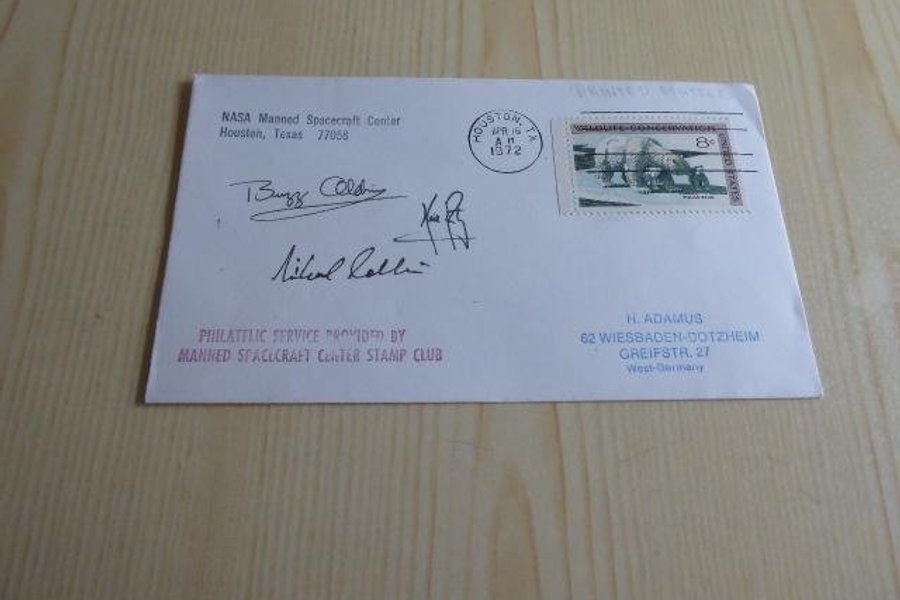 PRINTED MATTER
NASA Manned Spacecraft Center
Houston, Texas 77058
HOUSTON, TX
APR 16
AM
1972
WILDLIFE CONSERVATION
8c
UNITED STATES
POLAR BEAR
Buzz Aldrin
Michael Collins
PHILATELIC SERVICE PROVIDED BY
MANNED SPACECRAFT CENTER STAMP CLUB
H. ADAMUS
62 WIESBADEN-DOTZHEIM
GREIFSTR. 27
West-Germany